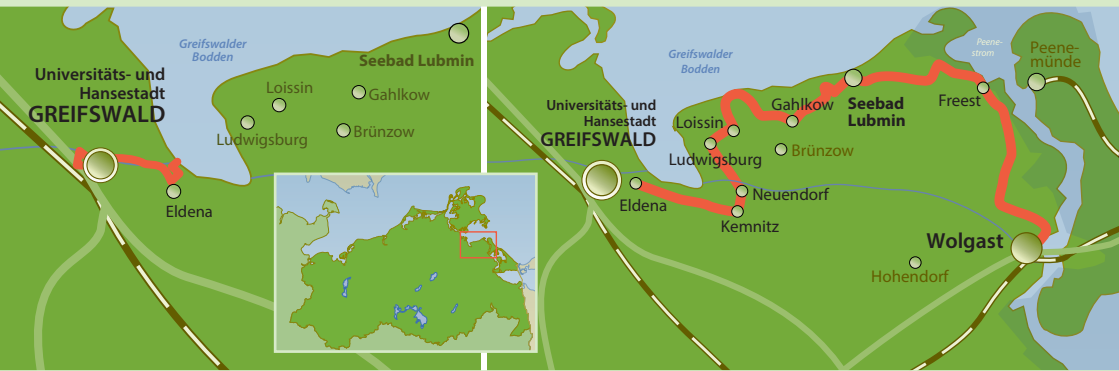 Greifswalder
Bodden
Seebad Lubmin
Universitäts- und
Hansestadt
GREIFSWALD
Loissin
Gahlkow
Ludwigsburg
Brünzow
Eldena
Greifswalder
Bodden
Peene-
strom
Peene-
münde
Universitäts- und
Hansestadt
GREIFSWALD
Gahlkow
Seebad
Lubmin
Freest
Loissin
Ludwigsburg
Brünzow
Eldena
Neuendorf
Kemnitz
Wolgast
Hohendorf